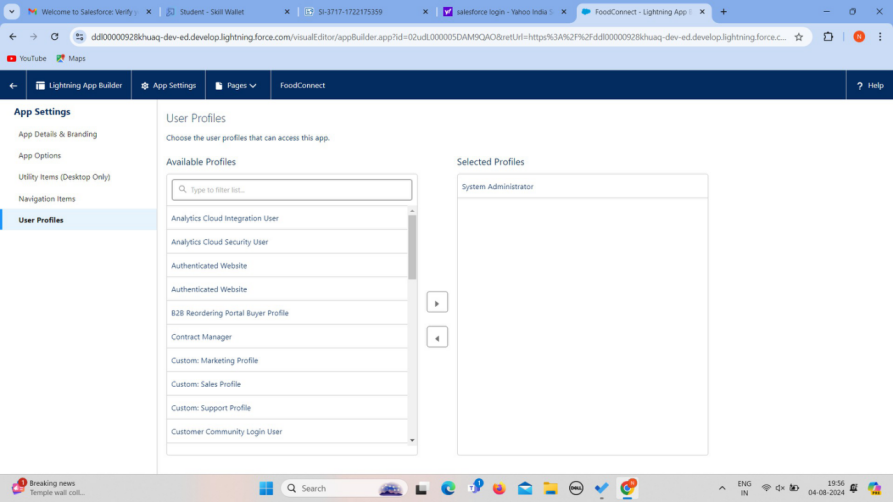 Welcome to Salesforce: Verify y
Student - Skill Wallet
SI-3717-1722175359
salesforce login - Yahoo India S
FoodConnect - Lightning App B
ddl00000928khuaq-dev-ed.develop.lightning.force.com/visualEditor/appBuilder.app?id=02udL000005DAM9QAO&retUrl=https%3A%2F%2Fddl00000928khuaq-dev-ed.develop.lightning.force.c...
N
YouTube
Maps
Lightning App Builder
App Settings
Pages
FoodConnect
? Help
App Settings
App Details & Branding
App Options
Utility Items (Desktop Only)
Navigation Items
User Profiles
User Profiles
Choose the user profiles that can access this app.
Available Profiles
Type to filter list...
Analytics Cloud Integration User
Analytics Cloud Security User
Authenticated Website
Authenticated Website
B2B Reordering Portal Buyer Profile
Contract Manager
Custom: Marketing Profile
Custom: Sales Profile
Custom: Support Profile
Customer Community Login User
Selected Profiles
System Administrator
1
Breaking news
Temple wall coll...
Search
1
DELL
ENG
IN
19:56
04-08-2024